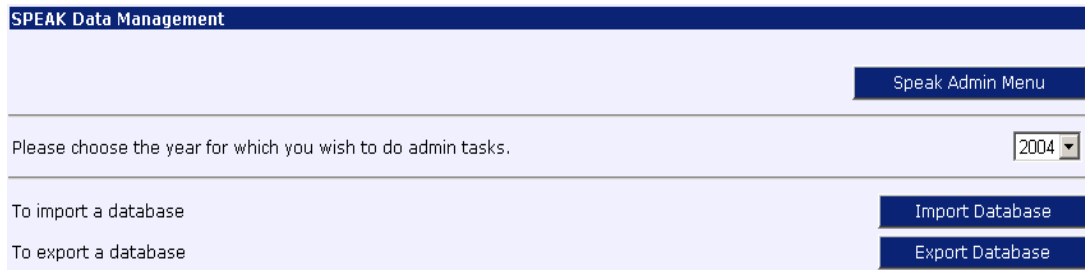 SPEAK Data Management
Speak Admin Menu
Please choose the year for which you wish to do admin tasks. 2004
To import a database Import Database
To export a database Export Database